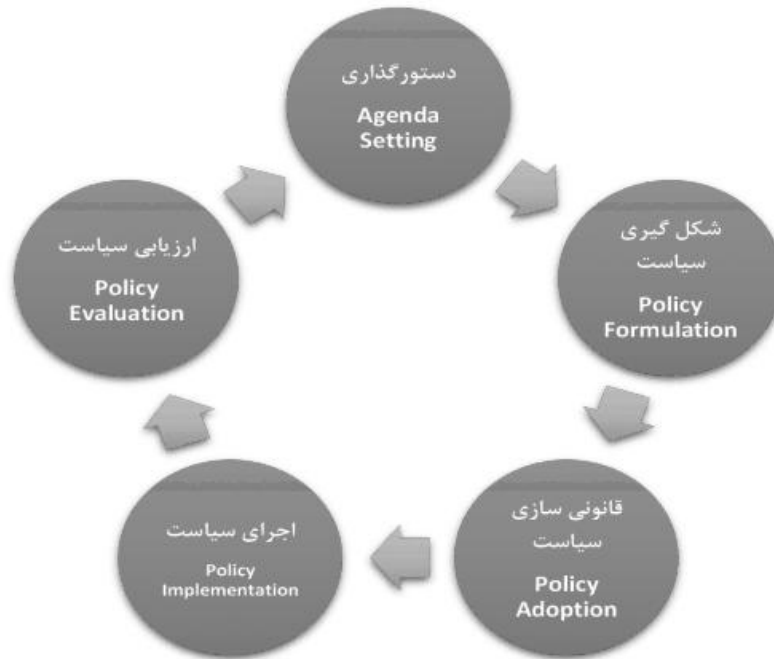 دستورگذاری
Agenda
Setting
شکل گیری
سیاست
Policy
Formulation
قانونی سازی
سیاست
Policy
Adoption
اجرای سیاست
Policy
Implementation
ارزیابی سیاست
Policy
Evaluation